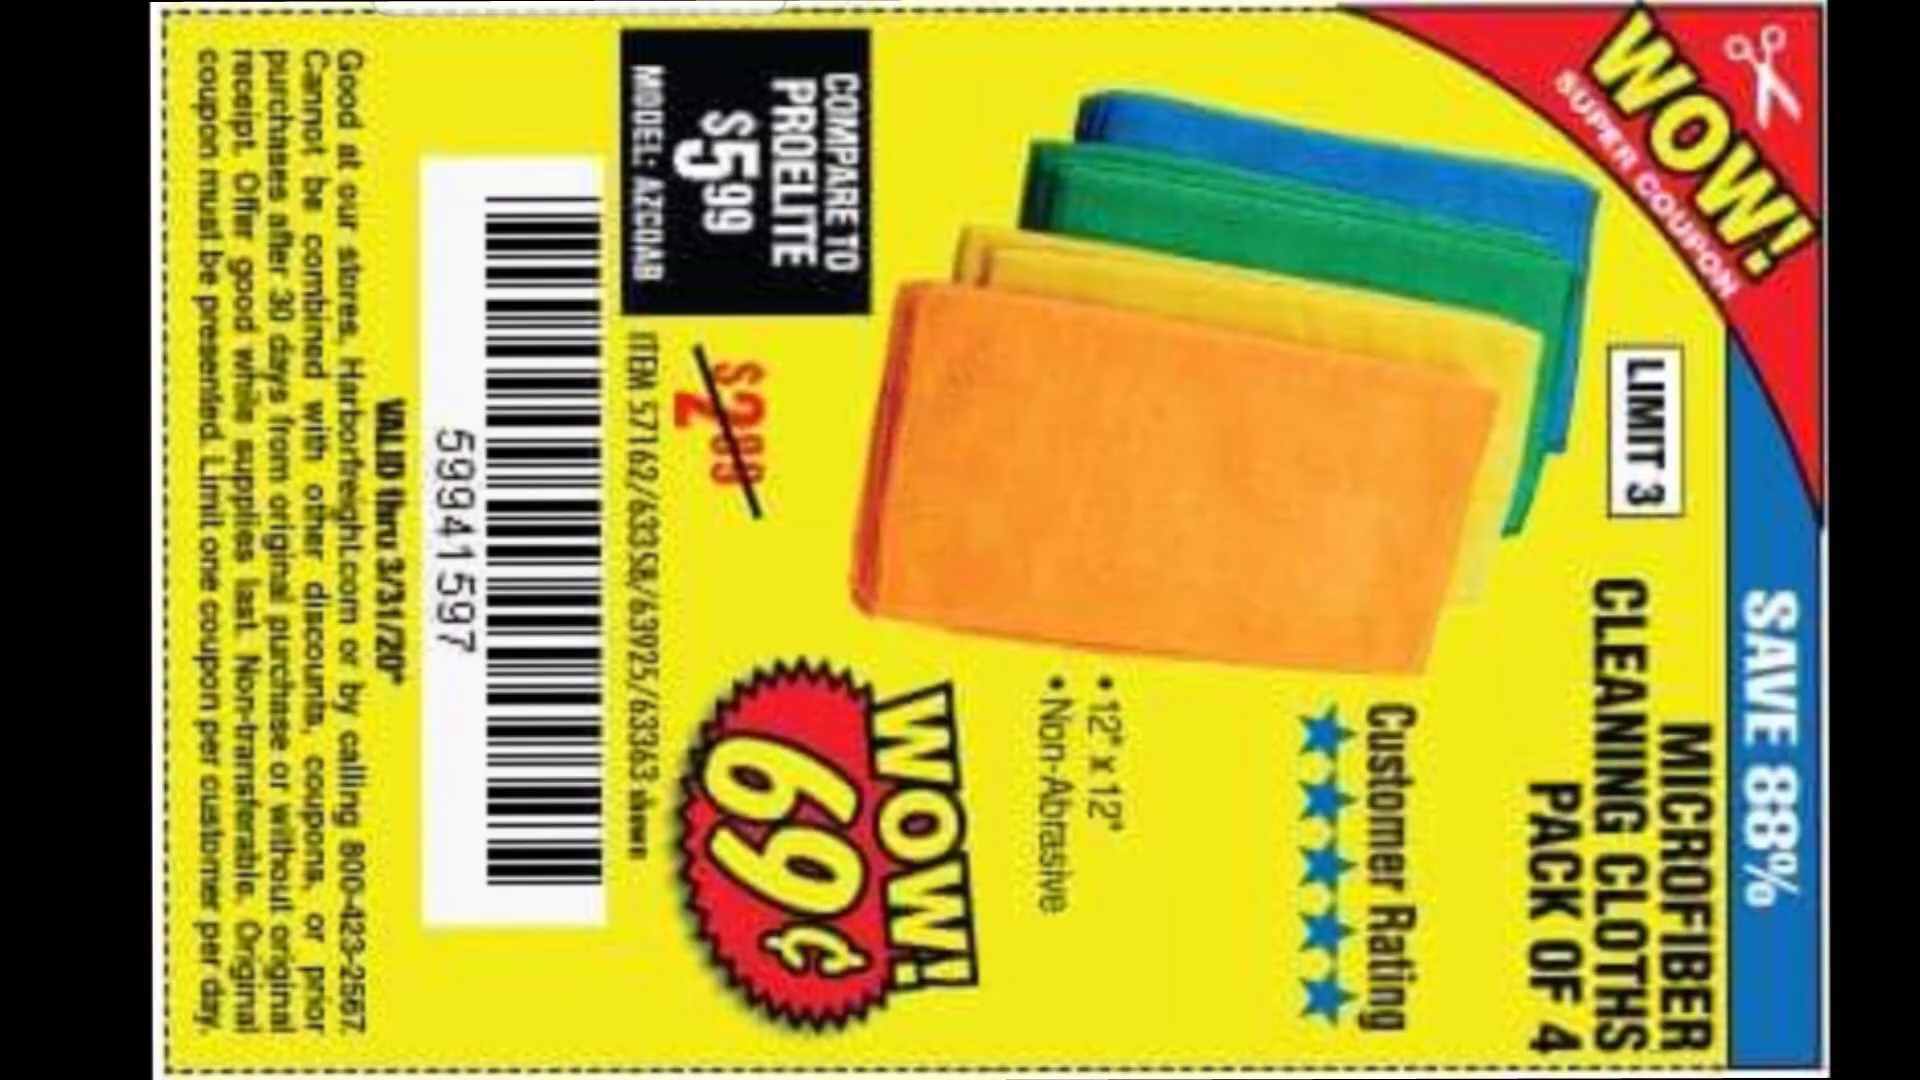 WOW!
SUPER COUPON
SAVE 88%
MICROFIBER
CLEANING CLOTHS
PACK OF 4
LIMIT 3
Customer Rating
• 12" x 12"
• Non-Abrasive
COMPARE TO
PROELITE
$5 99
MODEL: AZCDAB
WOW!
69¢
$2 99
ITEM 57162/63358/63925/63363 shown
59941597
VALID thru 3/31/20*
Good at our stores, Harborfreight.com or by calling 800-423-2567.
Cannot be combined with other discounts, coupons, or prior
purchases after 30 days from original purchase or without original
receipt. Offer good while supplies last. Non-transferable. Original
coupon must be presented. Limit one coupon per customer per day.